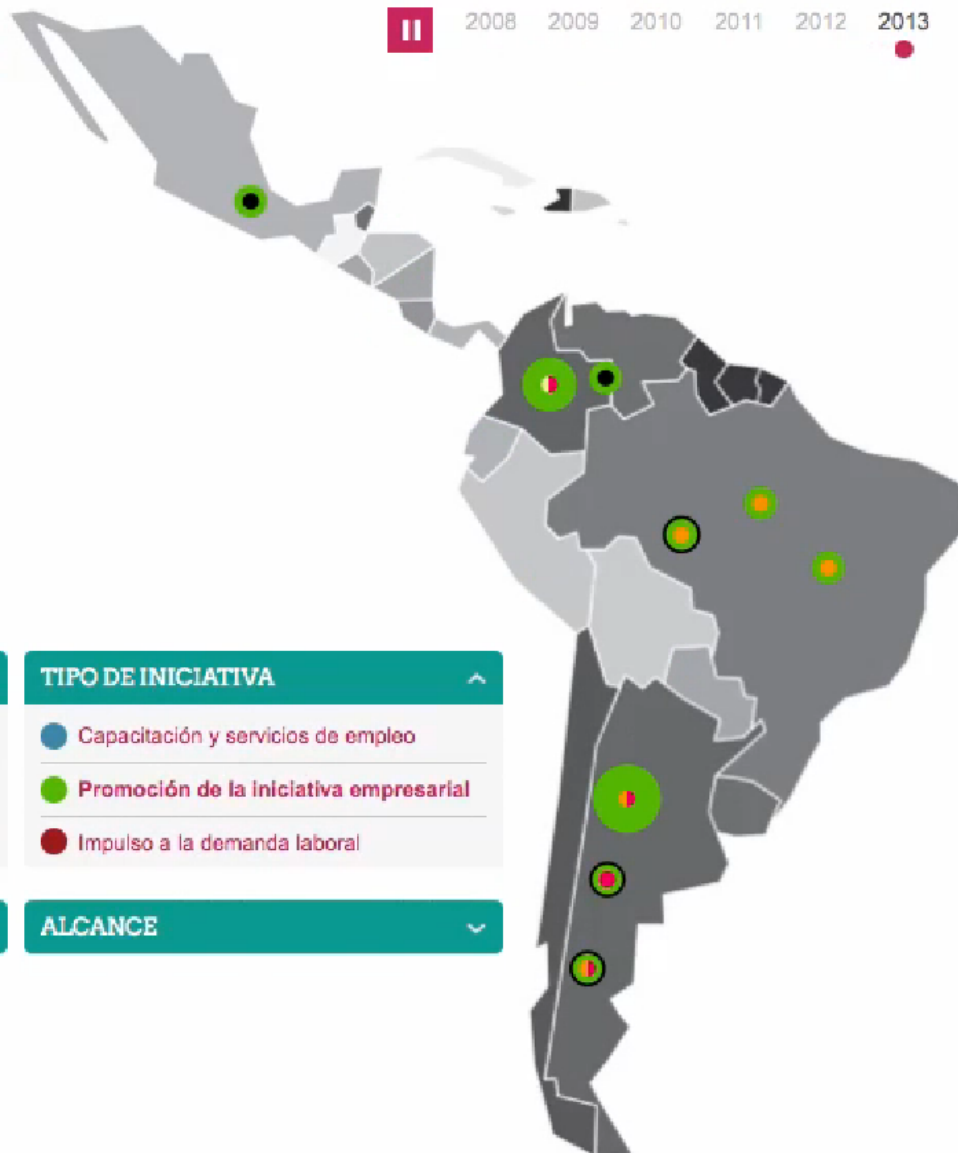 2008 2009 2010 2011 2012 2013
TIPO DE INICIATIVA
Capacitación y servicios de empleo
Promoción de la iniciativa empresarial
Impulso a la demanda laboral
ALCANCE